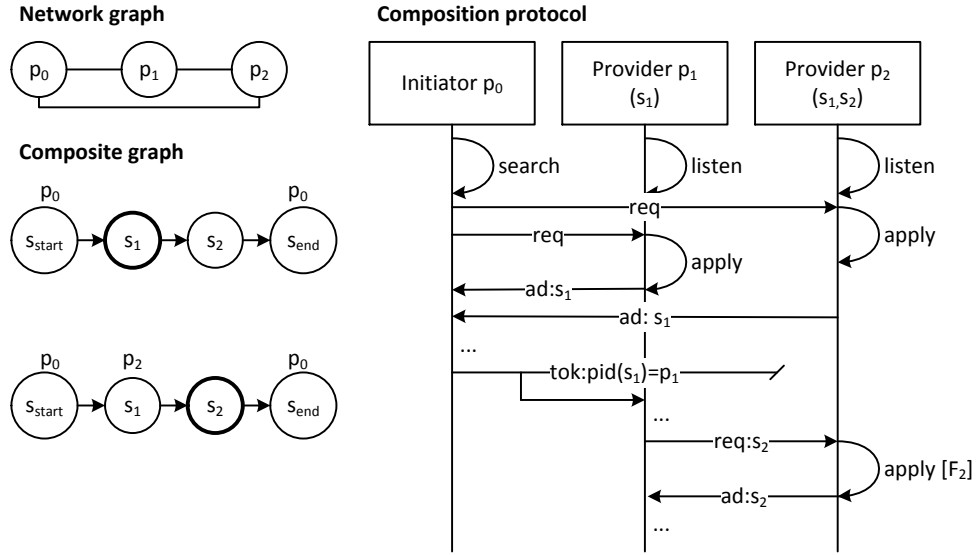 Network graph
p0
p1
p2
Composite graph
p0
p0
sstart
s1
s2
send
p0
p2
p0
sstart
s1
s2
send
Composition protocol
Initiator p0
Provider p1
(s1)
Provider p2
(s1,s2)
search
listen
listen
req
req
apply
apply
ad:s1
ad: s1
...
tok:pid(s1)=p1
...
req:s2
apply [F2]
ad:s2
...